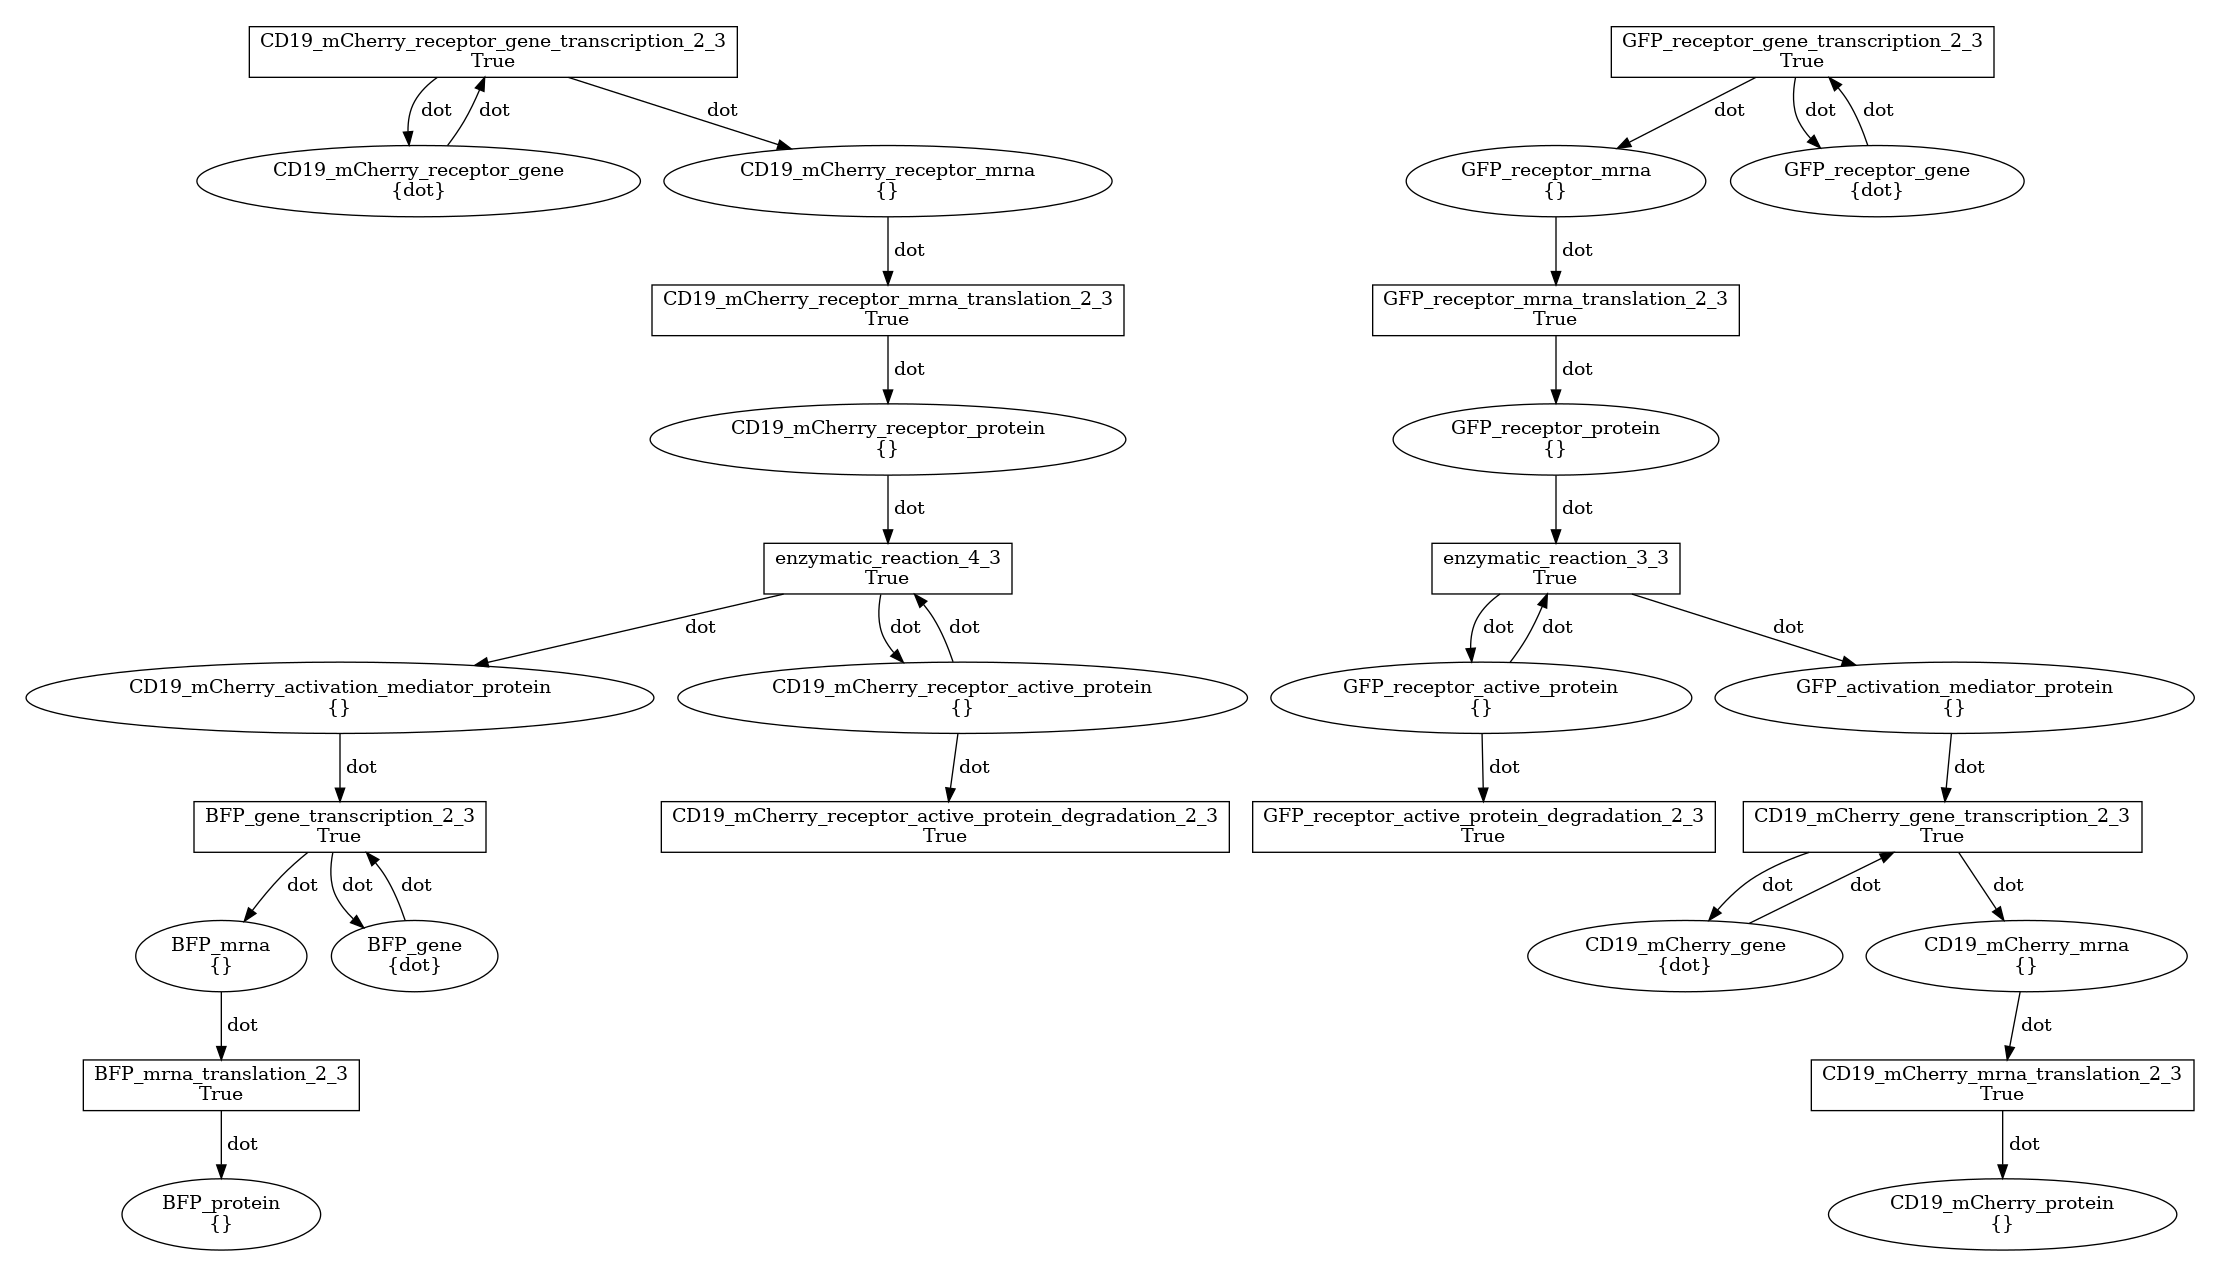 CD19_mCherry_receptor_gene_transcription_2_3
True
GFP_receptor_gene_transcription_2_3
True
dot
dot
dot
dot
dot
dot
CD19_mCherry_receptor_gene
{dot}
CD19_mCherry_receptor_mrna
{}
GFP_receptor_mrna
{}
GFP_receptor_gene
{dot}
dot
dot
CD19_mCherry_receptor_mrna_translation_2_3
True
GFP_receptor_mrna_translation_2_3
True
dot
dot
CD19_mCherry_receptor_protein
{}
GFP_receptor_protein
{}
dot
dot
enzymatic_reaction_4_3
True
enzymatic_reaction_3_3
True
dot
dot
dot
dot
dot
dot
CD19_mCherry_activation_mediator_protein
{}
CD19_mCherry_receptor_active_protein
{}
GFP_receptor_active_protein
{}
GFP_activation_mediator_protein
{}
dot
dot
dot
dot
BFP_gene_transcription_2_3
True
CD19_mCherry_receptor_active_protein_degradation_2_3
True
GFP_receptor_active_protein_degradation_2_3
True
CD19_mCherry_gene_transcription_2_3
True
dot
dot
dot
dot
dot
dot
BFP_mrna
{}
BFP_gene
{dot}
CD19_mCherry_gene
{dot}
CD19_mCherry_mrna
{}
dot
dot
BFP_mrna_translation_2_3
True
CD19_mCherry_mrna_translation_2_3
True
dot
dot
BFP_protein
{}
CD19_mCherry_protein
{}